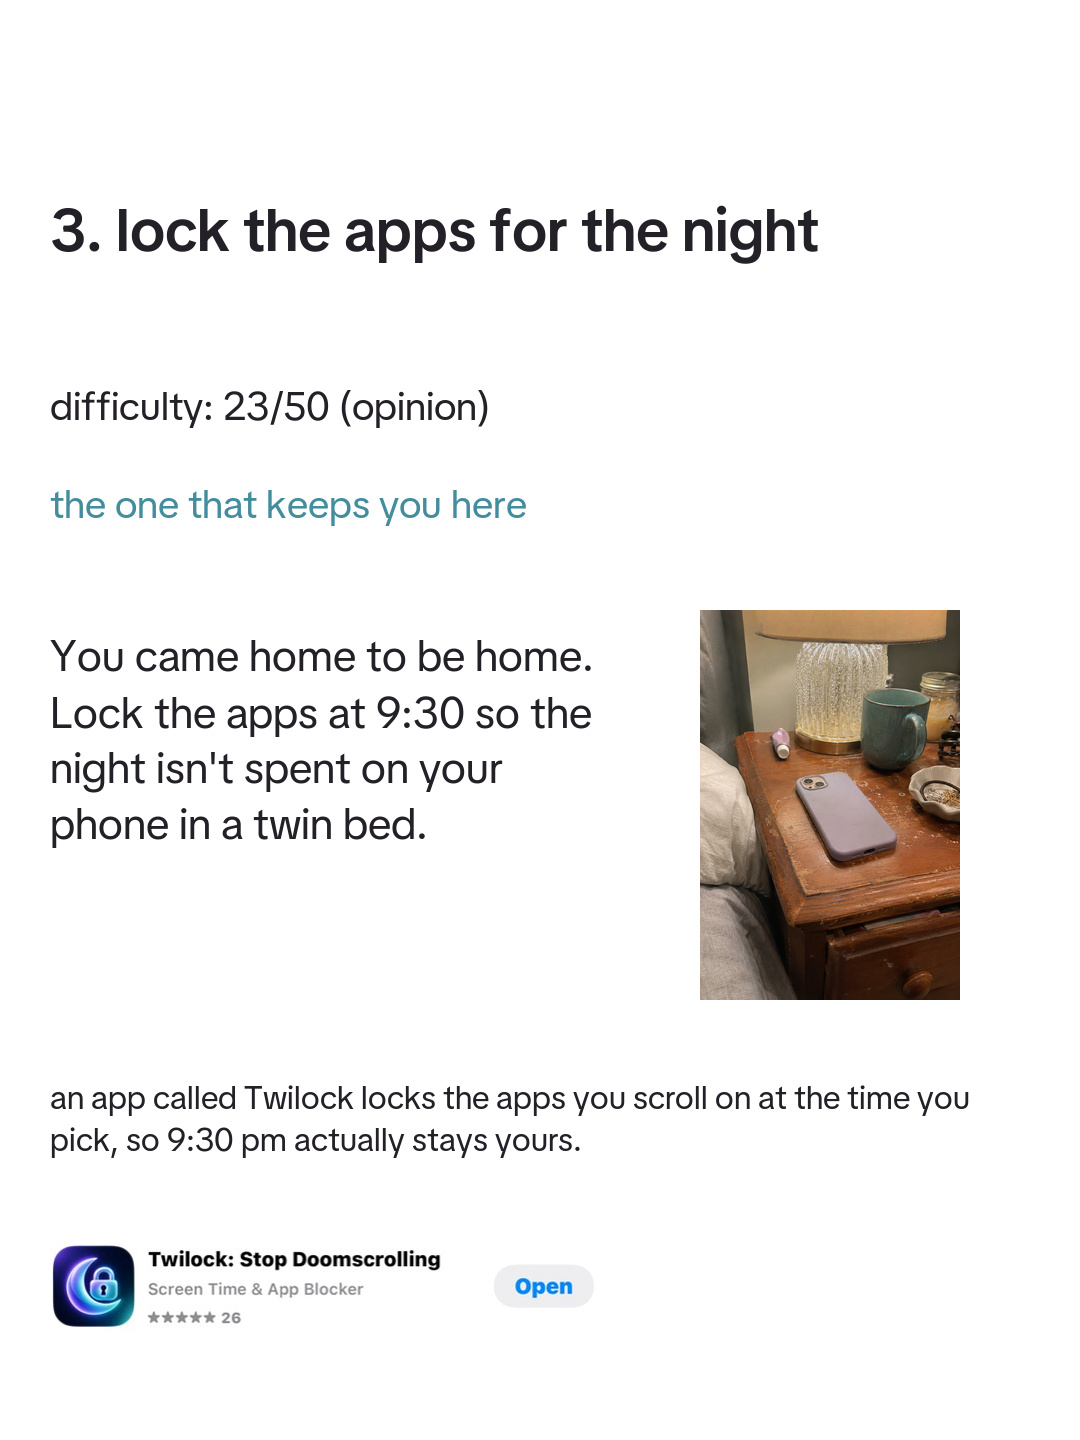 3. lock the apps for the night
difficulty: 23/50 (opinion)
the one that keeps you here
You came home to be home.
Lock the apps at 9:30 so the
night isn't spent on your
phone in a twin bed.
an app called Twilock locks the apps you scroll on at the time you
pick, so 9:30 pm actually stays yours.
Twilock: Stop Doomscrolling
Screen Time & App Blocker
★★★★★ 26
Open